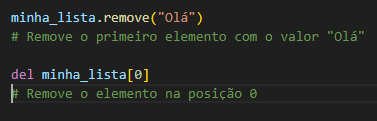 minha_lista.remove("Olá")
# Remove o primeiro elemento com o valor "Olá"
del minha_lista[0]
# Remove o elemento na posição 0